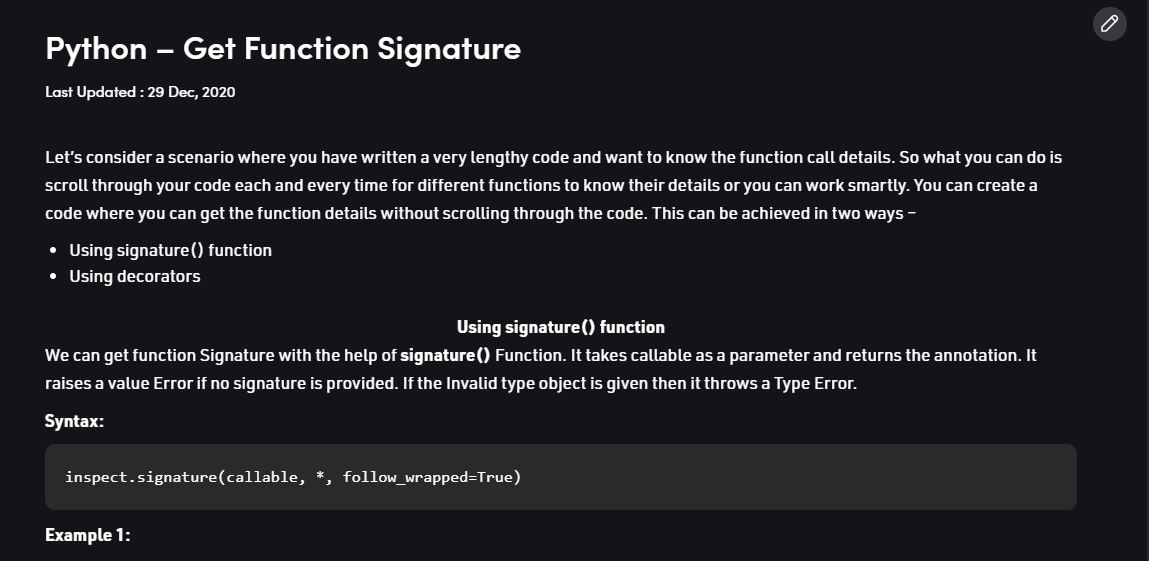 Python – Get Function Signature
Last Updated : 29 Dec, 2020
Let's consider a scenario where you have written a very lengthy code and want to know the function call details. So what you can do is
scroll through your code each and every time for different functions to know their details or you can work smartly. You can create a
code where you can get the function details without scrolling through the code. This can be achieved in two ways –
• Using signature() function
• Using decorators
Using signature() function
We can get function Signature with the help of signature() Function. It takes callable as a parameter and returns the annotation. It
raises a value Error if no signature is provided. If the Invalid type object is given then it throws a Type Error.
Syntax:
inspect.signature(callable, *, follow_wrapped=True)
Example 1: